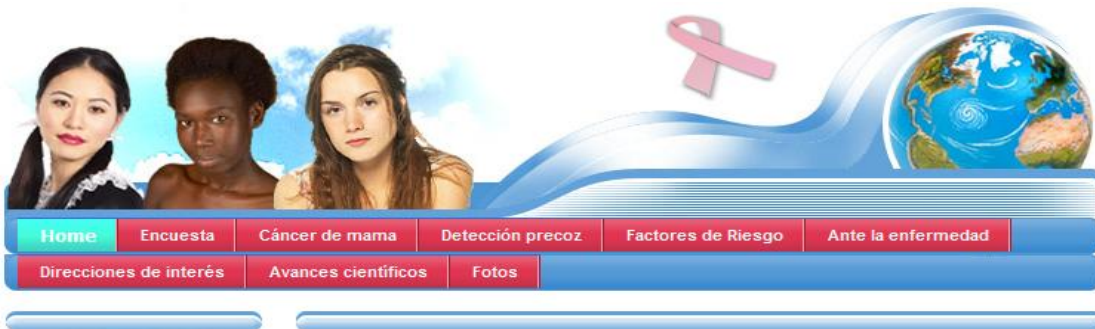 Home Encuesta Cáncer de mama Detección precoz Factores de Riesgo Ante la enfermedad
Direcciones de interés Avances científicos Fotos